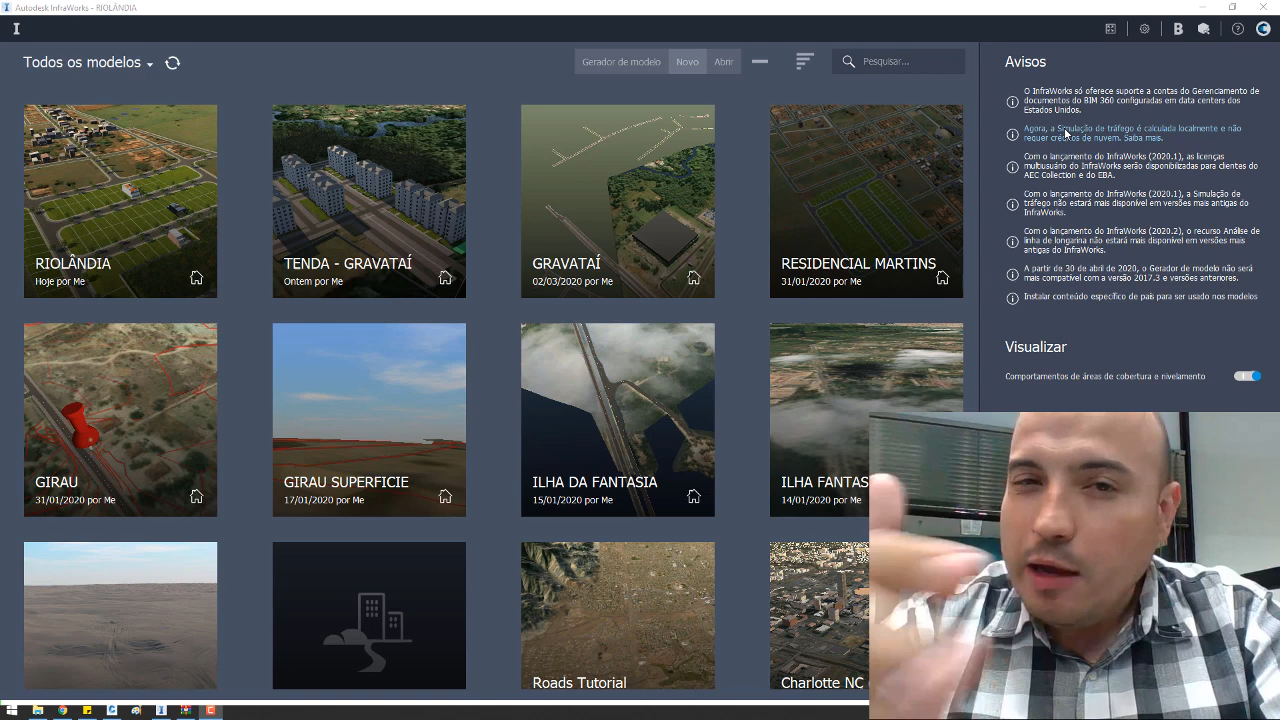 Autodesk InfraWorks - RIOLÂNDIA
Todos os modelos
Gerador de modelo
Novo
Abrir
Pesquisar...
RIOLÂNDIA
Hoje por Me
TENDA - GRAVATAÍ
Ontem por Me
GRAVATAÍ
02/03/2020 por Me
RESIDENCIAL MARTINS
31/01/2020 por Me
GIRAU
31/01/2020 por Me
GIRAU SUPERFICIE
17/01/2020 por Me
ILHA DA FANTASIA
15/01/2020 por Me
ILHA FANTAS
14/01/2020 por Me
Roads Tutorial
Charlotte NC
Avisos
O InfraWorks só oferece suporte a contas do Gerenciamento de
documentos do BIM 360 configuradas em data centers dos
Estados Unidos.
Agora, a Simulação de tráfego é calculada localmente e não
requer créditos de nuvem. Saiba mais.
Com o lançamento do InfraWorks (2020.1), as licenças
multiusuário do InfraWorks serão disponibilizadas para clientes do
AEC Collection e do EBA.
Com o lançamento do InfraWorks (2020.1), a Simulação de
tráfego não estará mais disponível em versões mais antigas do
InfraWorks.
Com o lançamento do InfraWorks (2020.2), o recurso Análise de
linha de longarina não estará mais disponível em versões mais
antigas do InfraWorks.
A partir de 30 de abril de 2020, o Gerador de modelo não será
mais compatível com a versão 2017.3 e versões anteriores.
Instalar conteúdo específico de país para ser usado nos modelos
Visualizar
Comportamentos de áreas de cobertura e nivelamento